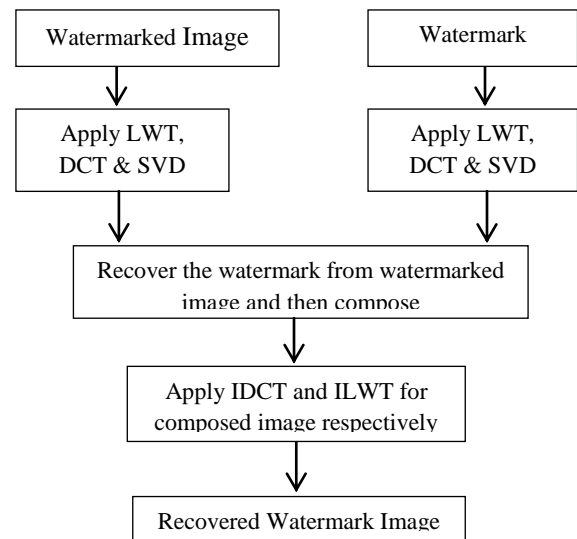 Watermarked Image
Watermark
Apply LWT,
DCT & SVD
Apply LWT,
DCT & SVD
Recover the watermark from watermarked
image and then compose
Apply IDCT and ILWT for
composed image respectively
Recovered Watermark Image